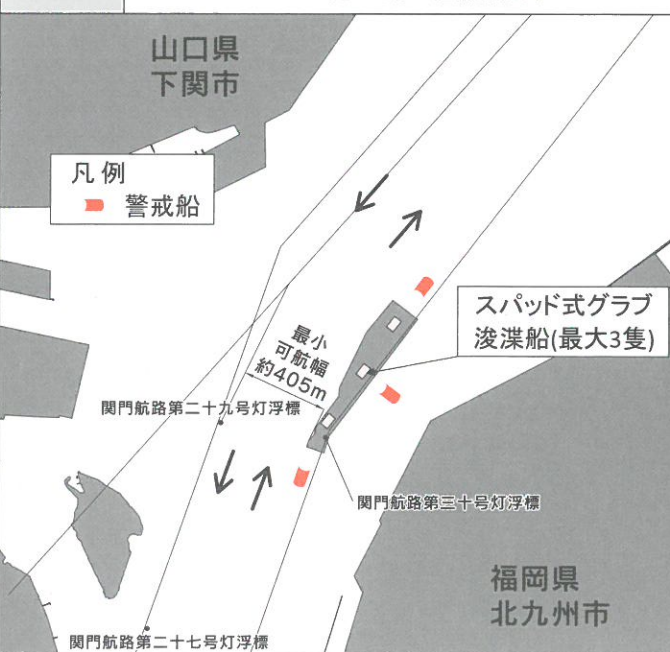 山口県
下関市
凡例
警戒船
スパッド式グラブ
浚渫船(最大3隻)
最小
可航幅
約405m
関門航路第二十九号灯浮標
関門航路第三十号灯浮標
福岡県
北九州市
関門航路第二十七号灯浮標